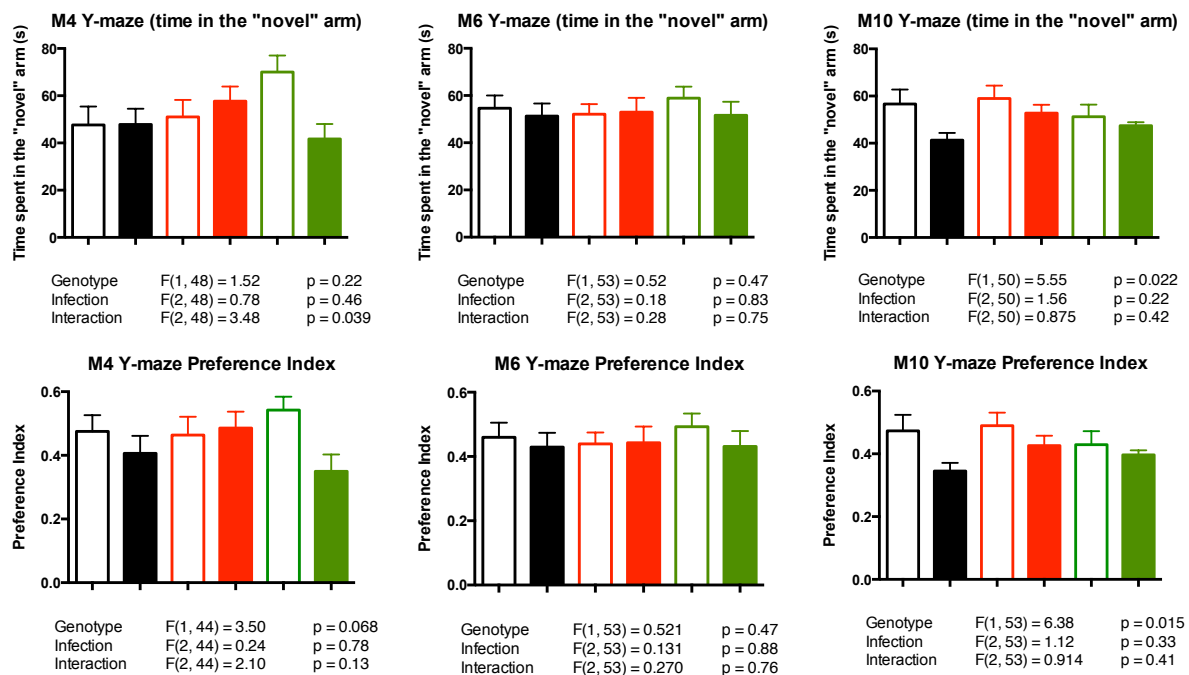 M4 Y-maze (time in the "novel" arm)
Time spent in the "novel" arm (s)
80
60
40
20
0
Genotype F(1, 48) = 1.52 p = 0.22
Infection F(2, 48) = 0.78 p = 0.46
Interaction F(2, 48) = 3.48 p = 0.039
M6 Y-maze (time in the "novel" arm)
Time spent in the "novel" arm (s)
80
60
40
20
0
Genotype F(1, 53) = 0.52 p = 0.47
Infection F(2, 53) = 0.18 p = 0.83
Interaction F(2, 53) = 0.28 p = 0.75
M10 Y-maze (time in the "novel" arm)
Time spent in the "novel" arm (s)
80
60
40
20
0
Genotype F(1, 50) = 5.55 p = 0.022
Infection F(2, 50) = 1.56 p = 0.22
Interaction F(2, 50) = 0.875 p = 0.42
M4 Y-maze Preference Index
Preference Index
0.6
0.4
0.2
0.0
Genotype F(1, 44) = 3.50 p = 0.068
Infection F(2, 44) = 0.24 p = 0.78
Interaction F(2, 44) = 2.10 p = 0.13
M6 Y-maze Preference Index
Preference Index
0.6
0.4
0.2
0.0
Genotype F(1, 53) = 0.521 p = 0.47
Infection F(2, 53) = 0.131 p = 0.88
Interaction F(2, 53) = 0.270 p = 0.76
M10 Y-maze Preference Index
Preference Index
0.6
0.4
0.2
0.0
Genotype F(1, 53) = 6.38 p = 0.015
Infection F(2, 53) = 1.12 p = 0.33
Interaction F(2, 53) = 0.914 p = 0.41